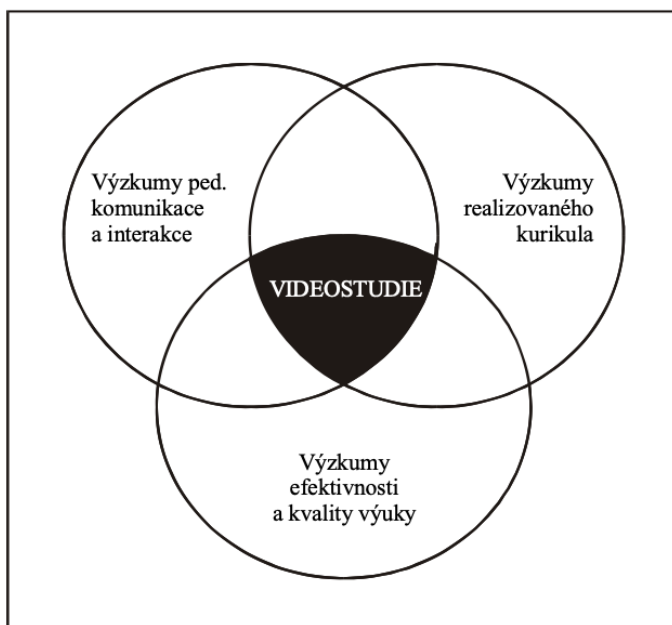 Výzkumy ped.
komunikace
a interakce
Výzkumy
realizovaného
kurikula
VIDEOSTUDIE
Výzkumy
efektivnosti
a kvality výuky